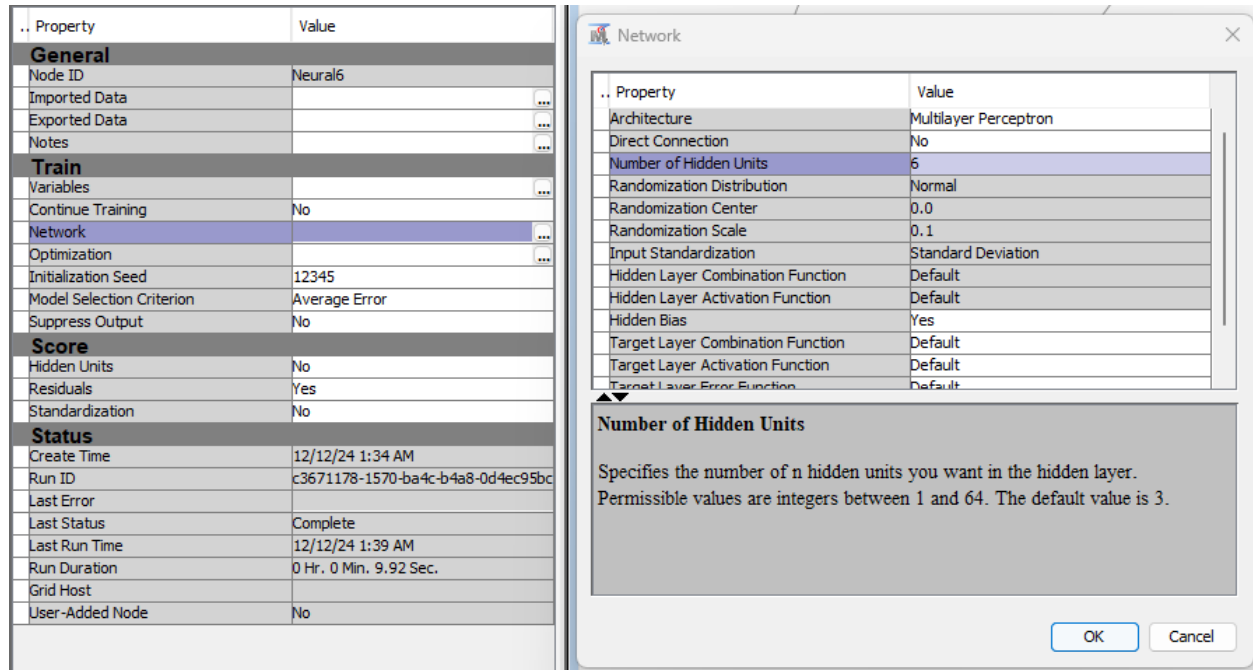 .. Property Value
General
Node ID Neural6
Imported Data ...
Exported Data ...
Notes ...
Train
Variables ...
Continue Training No
Network ...
Optimization ...
Initialization Seed 12345
Model Selection Criterion Average Error
Suppress Output No
Score
Hidden Units No
Residuals Yes
Standardization No
Status
Create Time 12/12/24 1:34 AM
Run ID c3671178-1570-ba4c-b4a8-0d4ec95bc
Last Error
Last Status Complete
Last Run Time 12/12/24 1:39 AM
Run Duration 0 Hr. 0 Min. 9.92 Sec.
Grid Host
User-Added Node No
Network
.. Property Value
Architecture Multilayer Perceptron
Direct Connection No
Number of Hidden Units 6
Randomization Distribution Normal
Randomization Center 0.0
Randomization Scale 0.1
Input Standardization Standard Deviation
Hidden Layer Combination Function Default
Hidden Layer Activation Function Default
Hidden Bias Yes
Target Layer Combination Function Default
Target Layer Activation Function Default
Target Layer Error Function Default
Number of Hidden Units
Specifies the number of n hidden units you want in the hidden layer.
Permissible values are integers between 1 and 64. The default value is 3.
OK Cancel